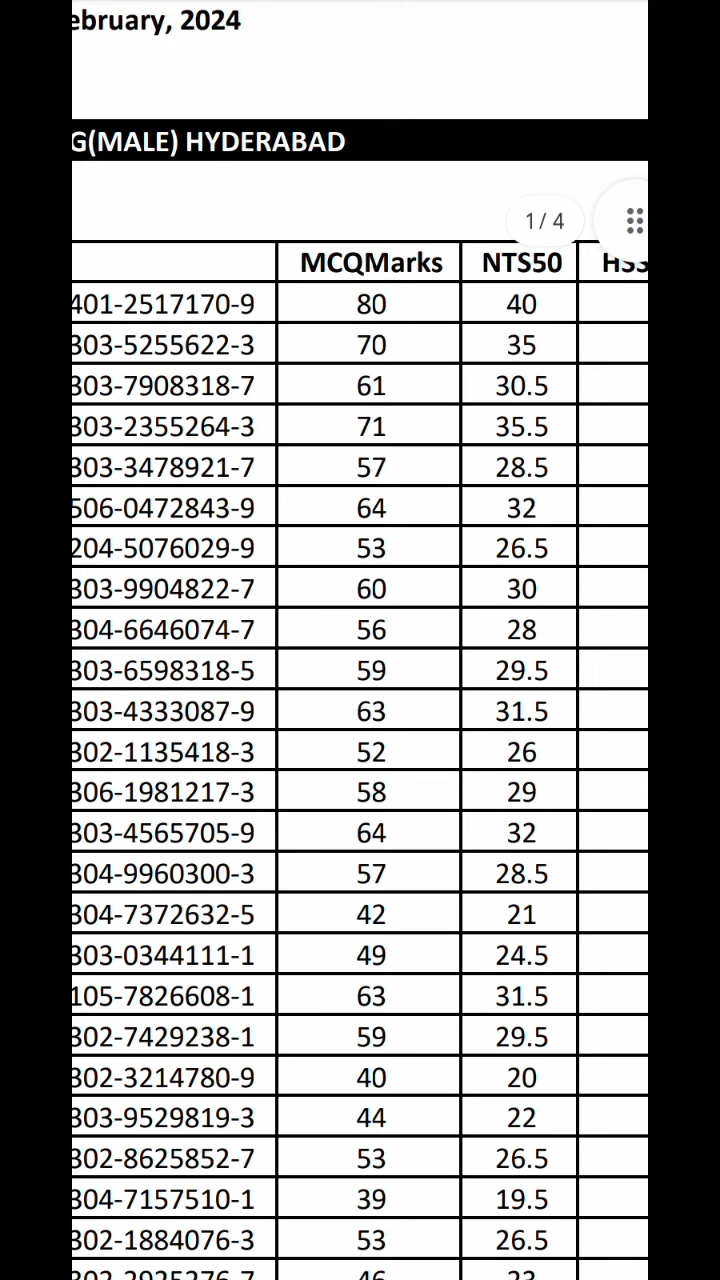 ebruary, 2024
G(MALE) HYDERABAD
1 / 4
MCQMarks NTS50
401-2517170-9 80 40
303-5255622-3 70 35
303-7908318-7 61 30.5
303-2355264-3 71 35.5
303-3478921-7 57 28.5
506-0472843-9 64 32
204-5076029-9 53 26.5
303-9904822-7 60 30
304-6646074-7 56 28
303-6598318-5 59 29.5
303-4333087-9 63 31.5
302-1135418-3 52 26
306-1981217-3 58 29
303-4565705-9 64 32
304-9960300-3 57 28.5
304-7372632-5 42 21
303-0344111-1 49 24.5
105-7826608-1 63 31.5
302-7429238-1 59 29.5
302-3214780-9 40 20
303-9529819-3 44 22
302-8625852-7 53 26.5
304-7157510-1 39 19.5
302-1884076-3 53 26.5